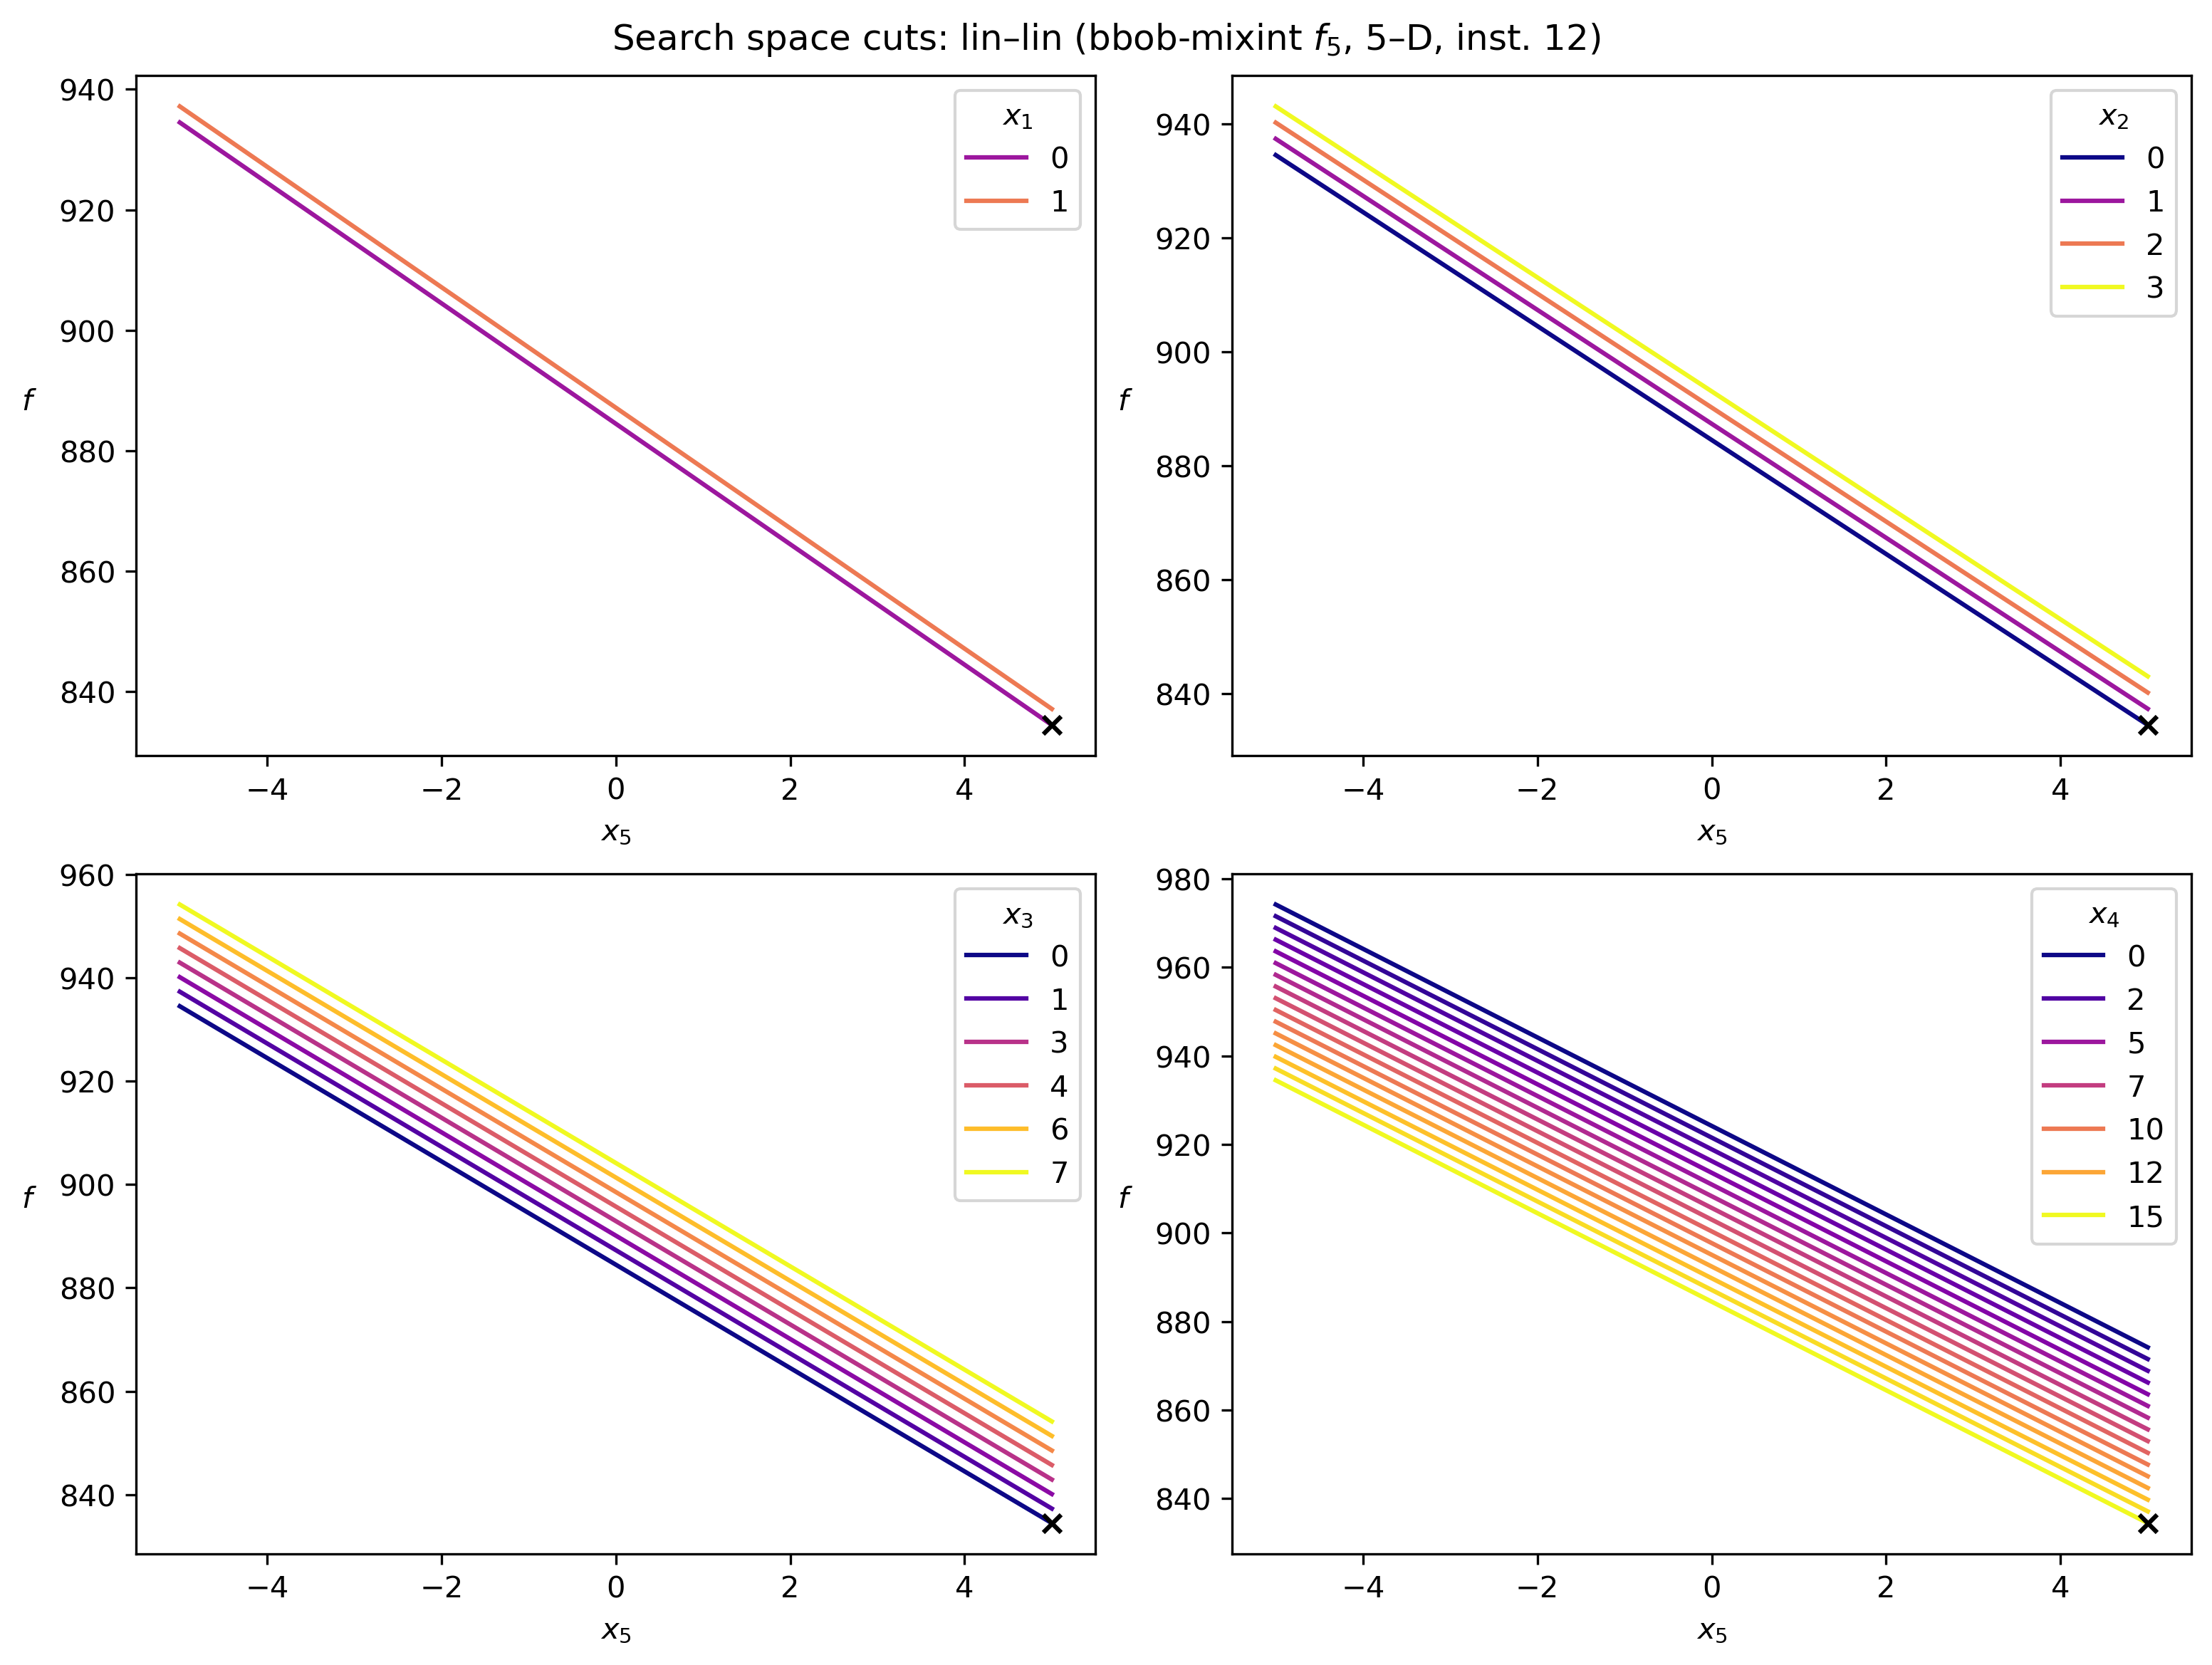 Search space cuts: lin–lin (bbob-mixint f₅, 5–D, inst. 12)
940
920
900
880
860
840
f
−4 −2 0 2 4
x₅
x₁
0
1
940
920
900
880
860
840
f
−4 −2 0 2 4
x₅
x₂
0
1
2
3
960
940
920
900
880
860
840
f
−4 −2 0 2 4
x₅
x₃
0
1
3
4
6
7
980
960
940
920
900
880
860
840
f
−4 −2 0 2 4
x₅
x₄
0
2
5
7
10
12
15